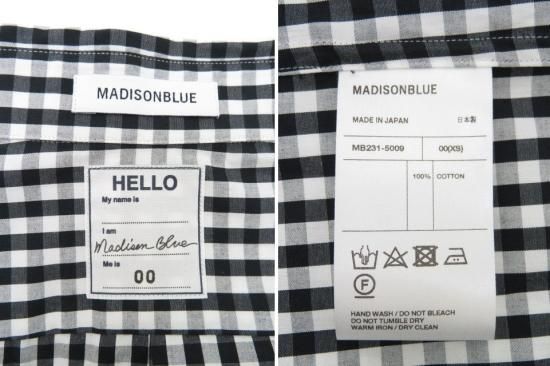 MADISONBLUE
HELLO
My name is
I am
Madison Blue
Me is
00
MADISONBLUE
MADE IN JAPAN 日本製
MB231-5009 00(XS)
100% COTTON
F
HAND WASH / DO NOT BLEACH
DO NOT TUMBLE DRY
WARM IRON / DRY CLEAN